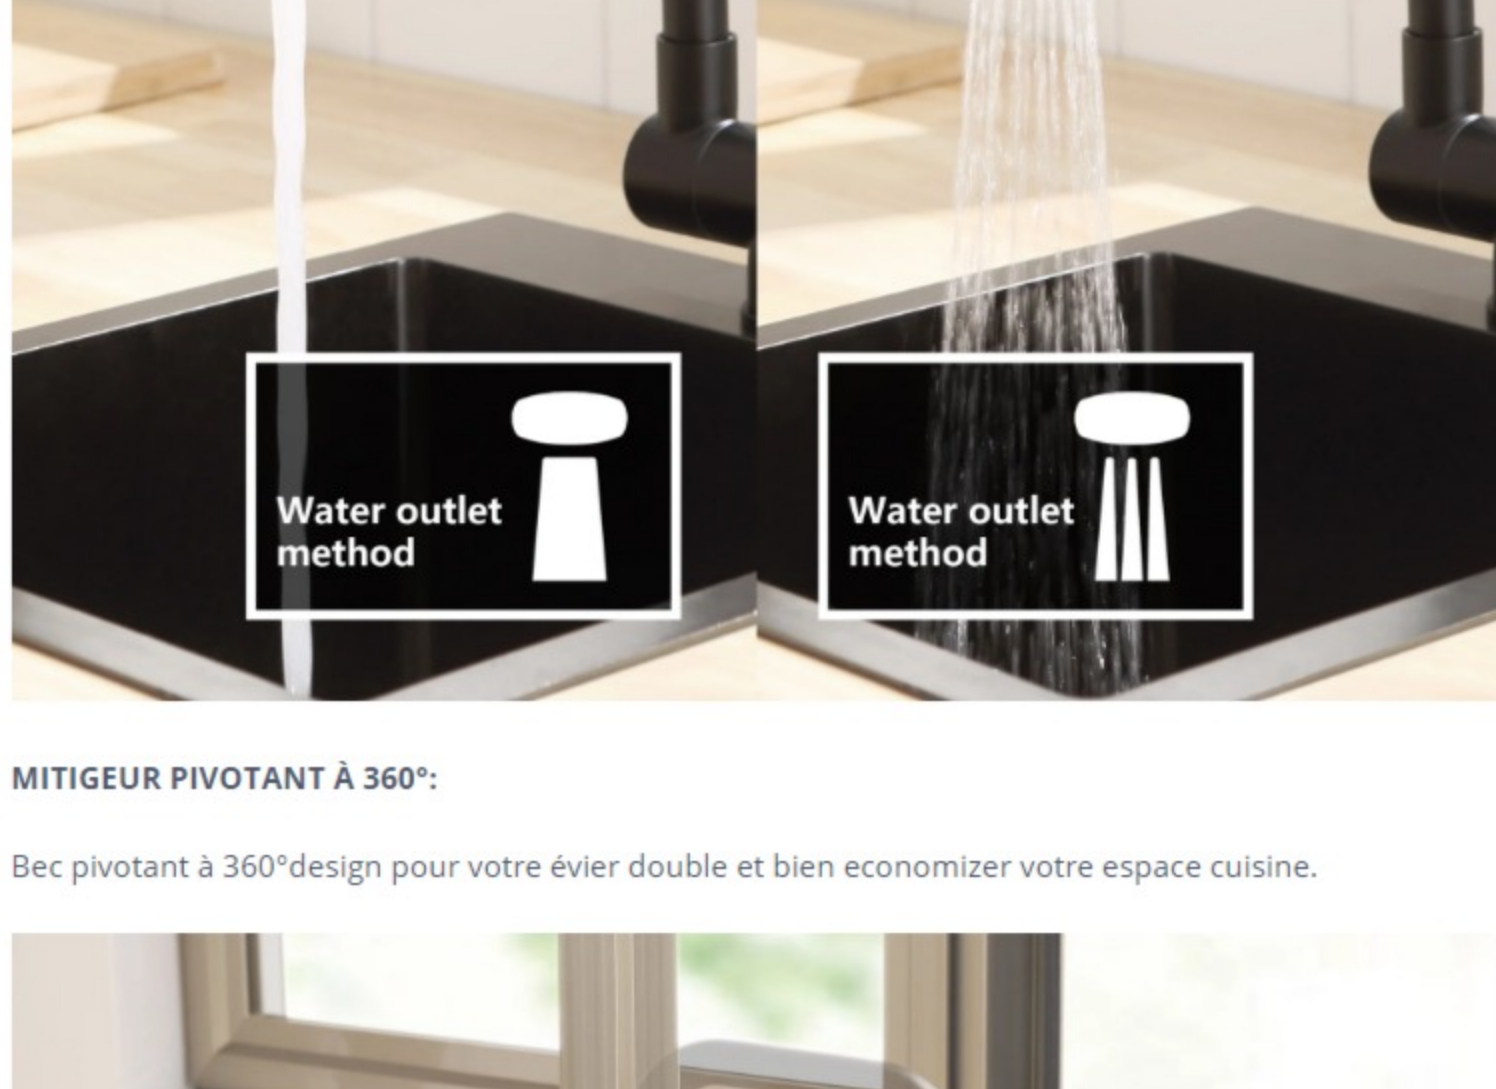 Water outlet
method
Water outlet
method
MITIGEUR PIVOTANT À 360°:
Bec pivotant à 360°design pour votre évier double et bien economizer votre espace cuisine.